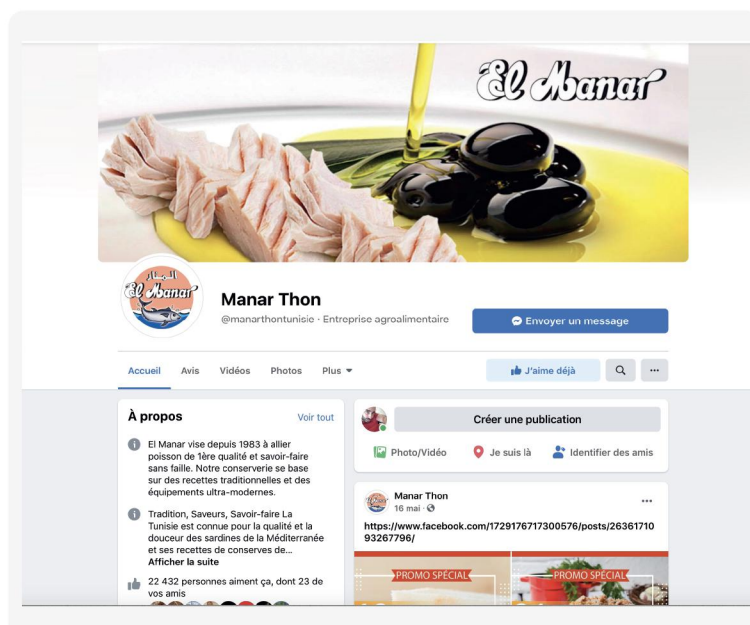 El Manar
المنار
El Manar
Manar Thon
@manarthontunisie · Entreprise agroalimentaire
Envoyer un message
Accueil
Avis
Vidéos
Photos
Plus
J'aime déjà
À propos
Voir tout
El Manar vise depuis 1983 à allier
poisson de 1ère qualité et savoir-faire
sans faille. Notre conserverie se base
sur des recettes traditionnelles et des
équipements ultra-modernes.
Tradition, Saveurs, Savoir-faire La
Tunisie est connue pour la qualité et la
douceur des sardines de la Méditerranée
et ses recettes de conserves de...
Afficher la suite
22 432 personnes aiment ça, dont 23 de
vos amis
Créer une publication
Photo/Vidéo
Je suis là
Identifier des amis
Manar Thon
16 mai ·
https://www.facebook.com/1729176717300576/posts/26361710
93267796/
PROMO SPÉCIAL
PROMO SPÉCIAL